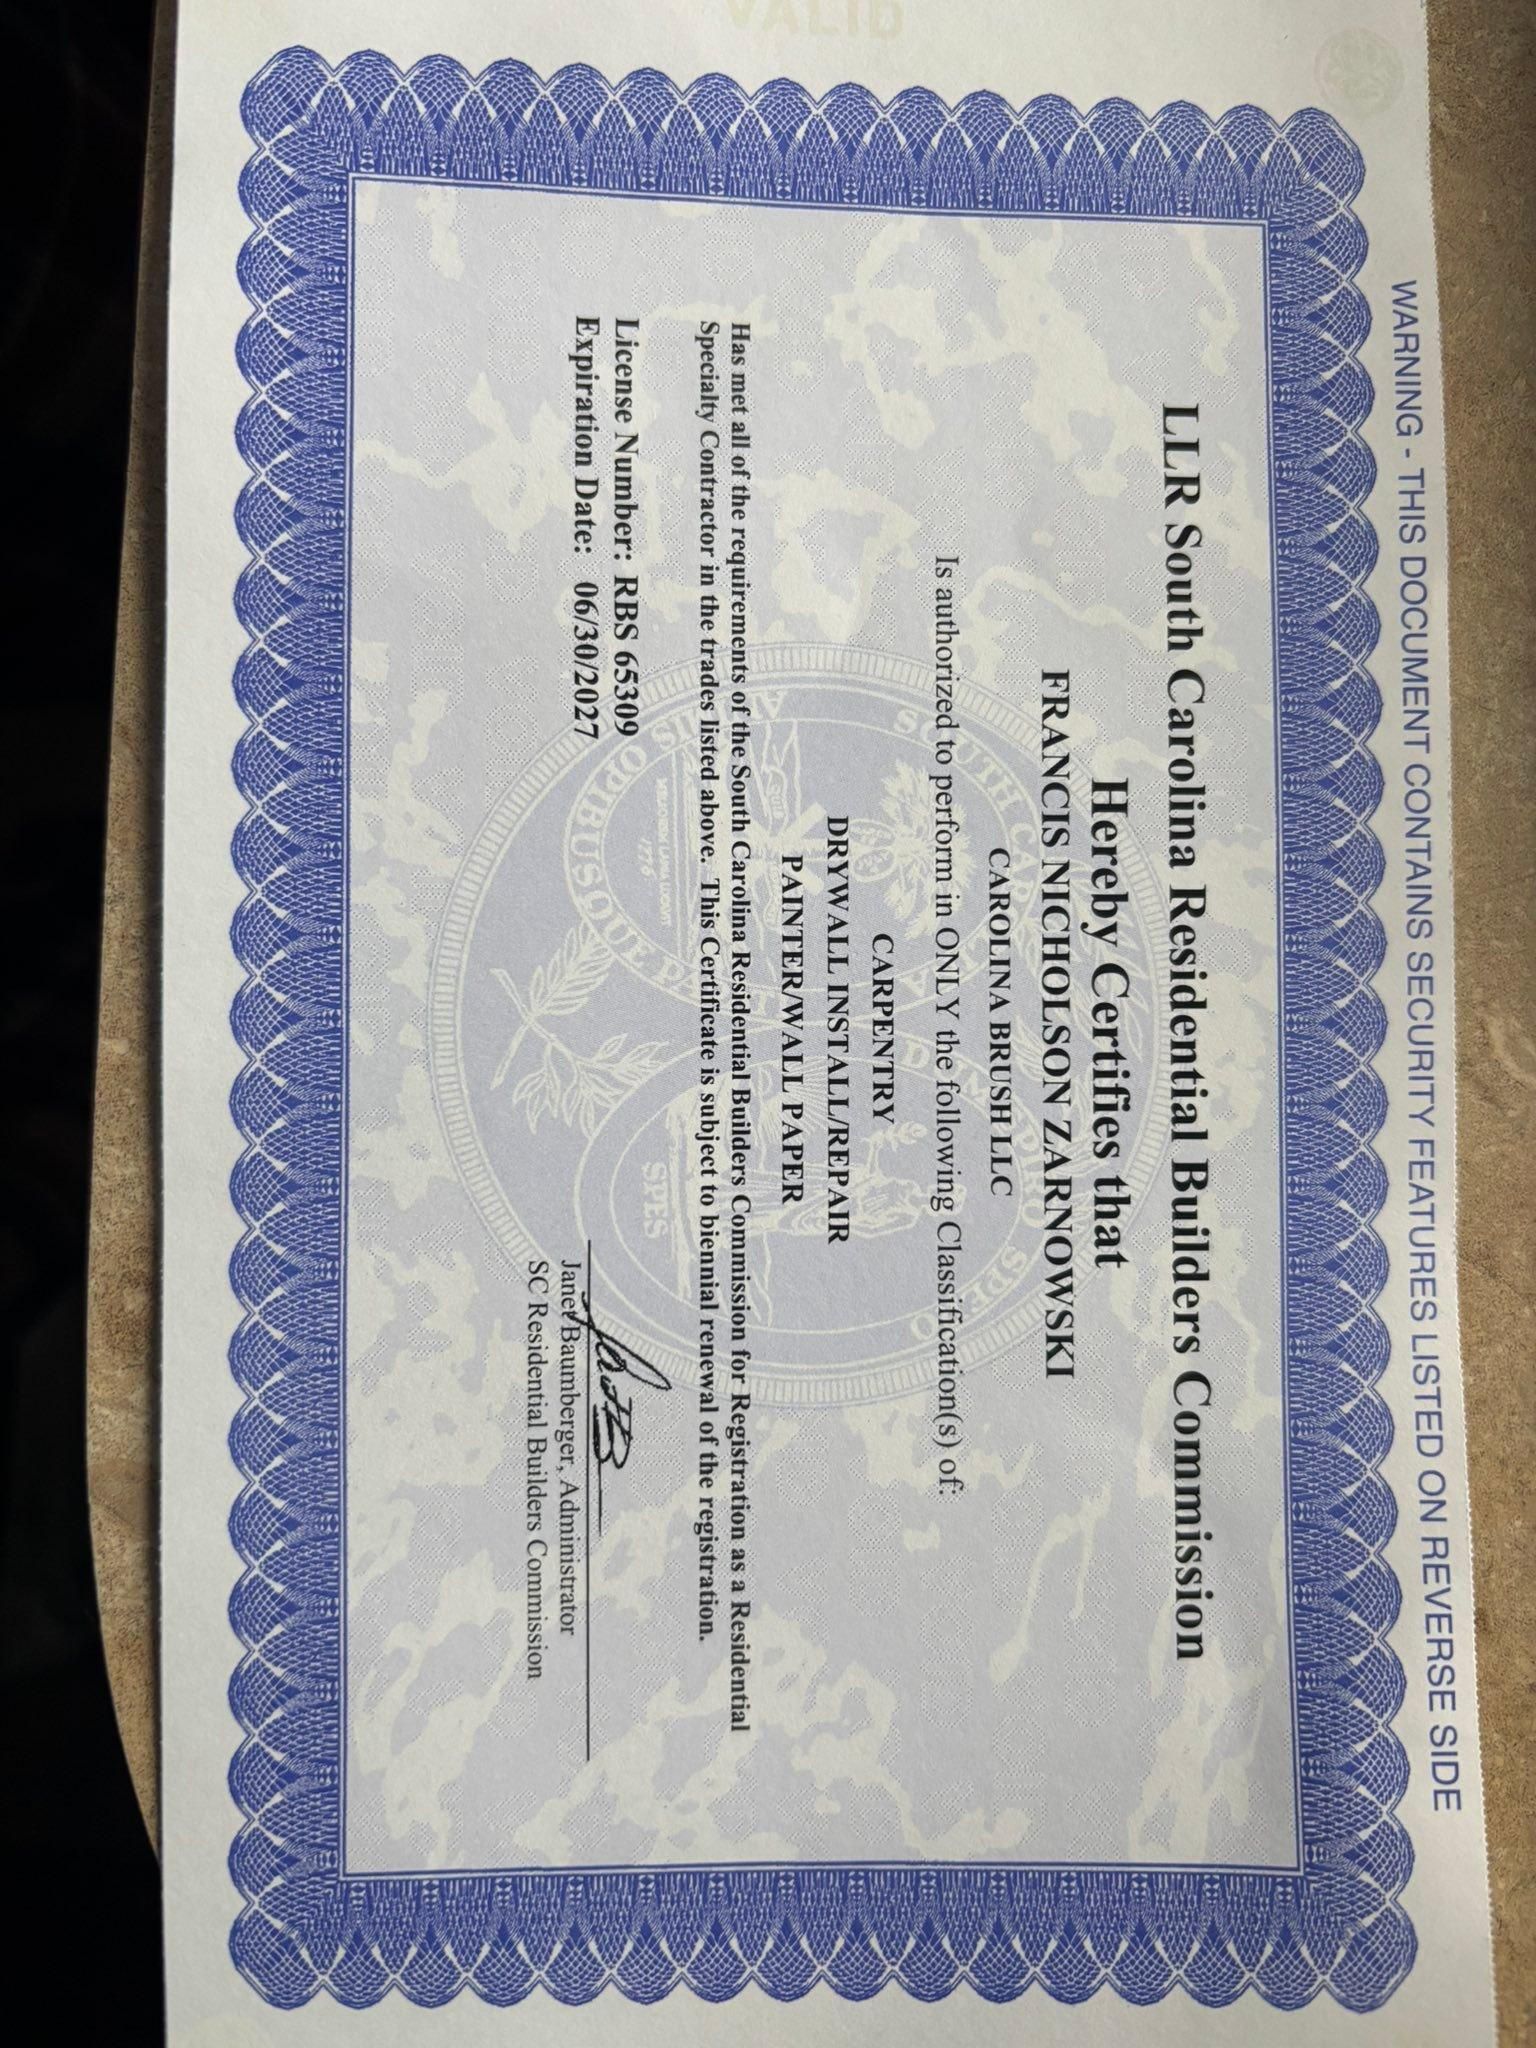 VALID
WARNING - THIS DOCUMENT CONTAINS SECURITY FEATURES LISTED ON REVERSE SIDE
LLR South Carolina Residential Builders Commission
Hereby Certifies that
FRANCIS NICHOLSON ZARNOWSKI
CAROLINA BRUSH LLC
Is authorized to perform in ONLY the following Classification(s) of:
CARPENTRY
DRYWALL INSTALL/REPAIR
PAINTER/WALL PAPER
Has met all of the requirements of the South Carolina Residential Builders Commission for Registration as a Residential
Specialty Contractor in the trades listed above. This Certificate is subject to biennial renewal of the registration.
License Number: RBS 65309
Expiration Date: 06/30/2027
Janet Baumberger, Administrator
SC Residential Builders Commission
SOUTH CAROLINA
SPES